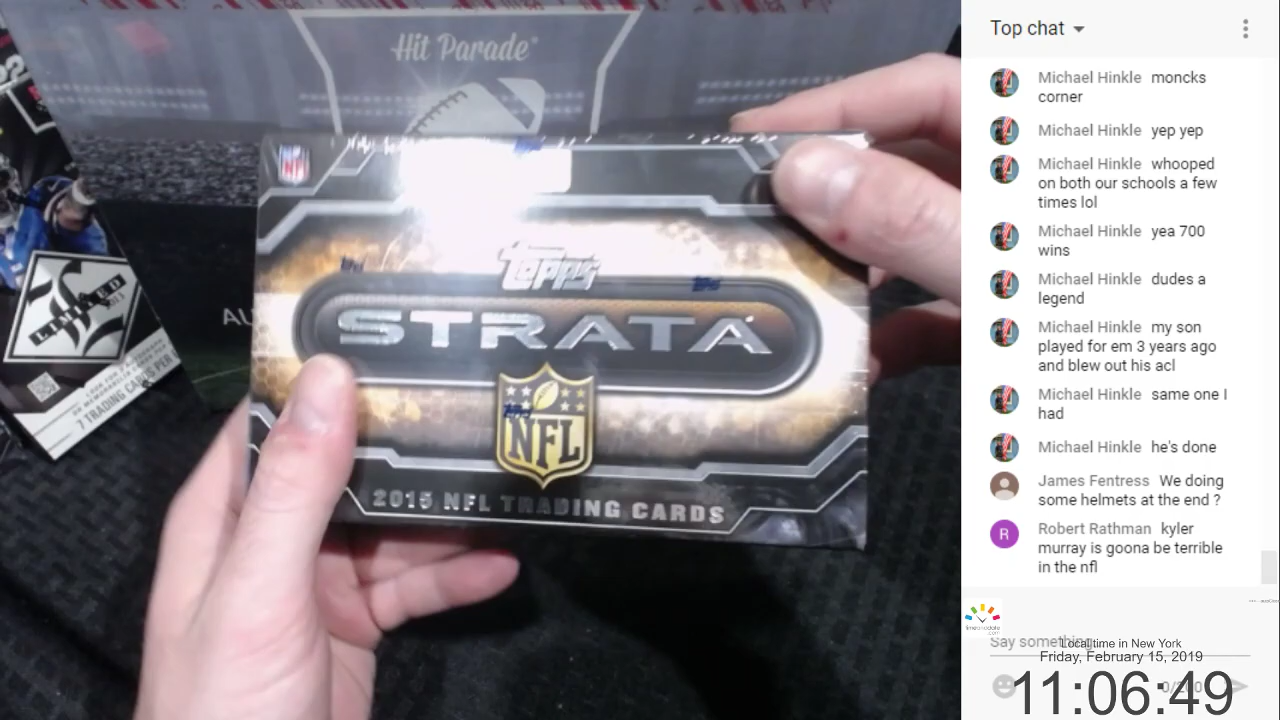 Hit Parade
Topps
STRATA
NFL
2015 NFL TRADING CARDS
LIMITED
7 TRADING CARDS PER
AU
Top chat
Michael Hinkle moncks
corner
Michael Hinkle yep yep
Michael Hinkle whooped
on both our schools a few
times lol
Michael Hinkle yea 700
wins
Michael Hinkle dudes a
legend
Michael Hinkle my son
played for em 3 years ago
and blew out his acl
Michael Hinkle same one I
had
Michael Hinkle he's done
James Fentress We doing
some helmets at the end ?
R
Robert Rathman kyler
murray is goona be terrible
in the nfl
Say something
Local time in New York
Friday, February 15, 2019
11:06:49